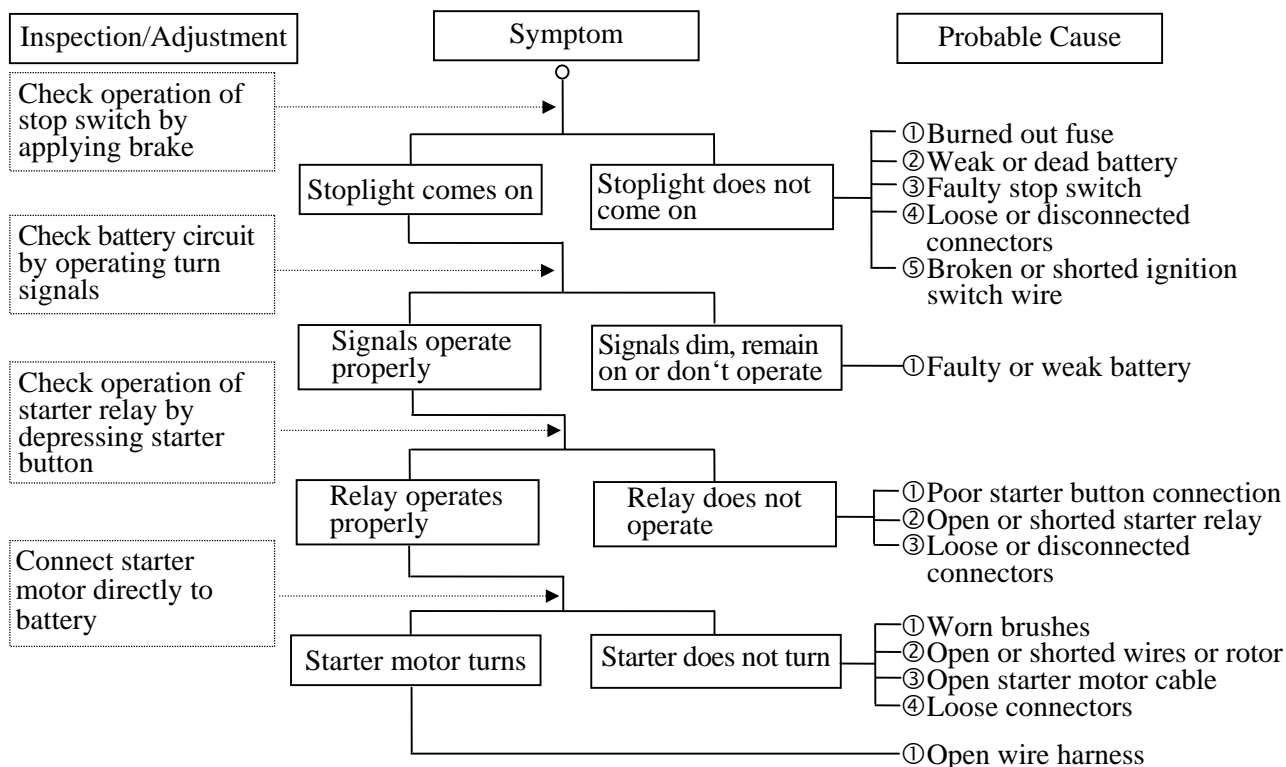 Inspection/Adjustment
Symptom
Probable Cause
Check operation of
stop switch by
applying brake
Stoplight comes on
Stoplight does not
come on
①Burned out fuse
②Weak or dead battery
③Faulty stop switch
④Loose or disconnected
connectors
⑤Broken or shorted ignition
switch wire
Check battery circuit
by operating turn
signals
Signals operate
properly
Signals dim, remain
on or don‘t operate
①Faulty or weak battery
Check operation of
starter relay by
depressing starter
button
Relay operates
properly
Relay does not
operate
①Poor starter button connection
②Open or shorted starter relay
③Loose or disconnected
connectors
Connect starter
motor directly to
battery
Starter motor turns
Starter does not turn
①Worn brushes
②Open or shorted wires or rotor
③Open starter motor cable
④Loose connectors
①Open wire harness